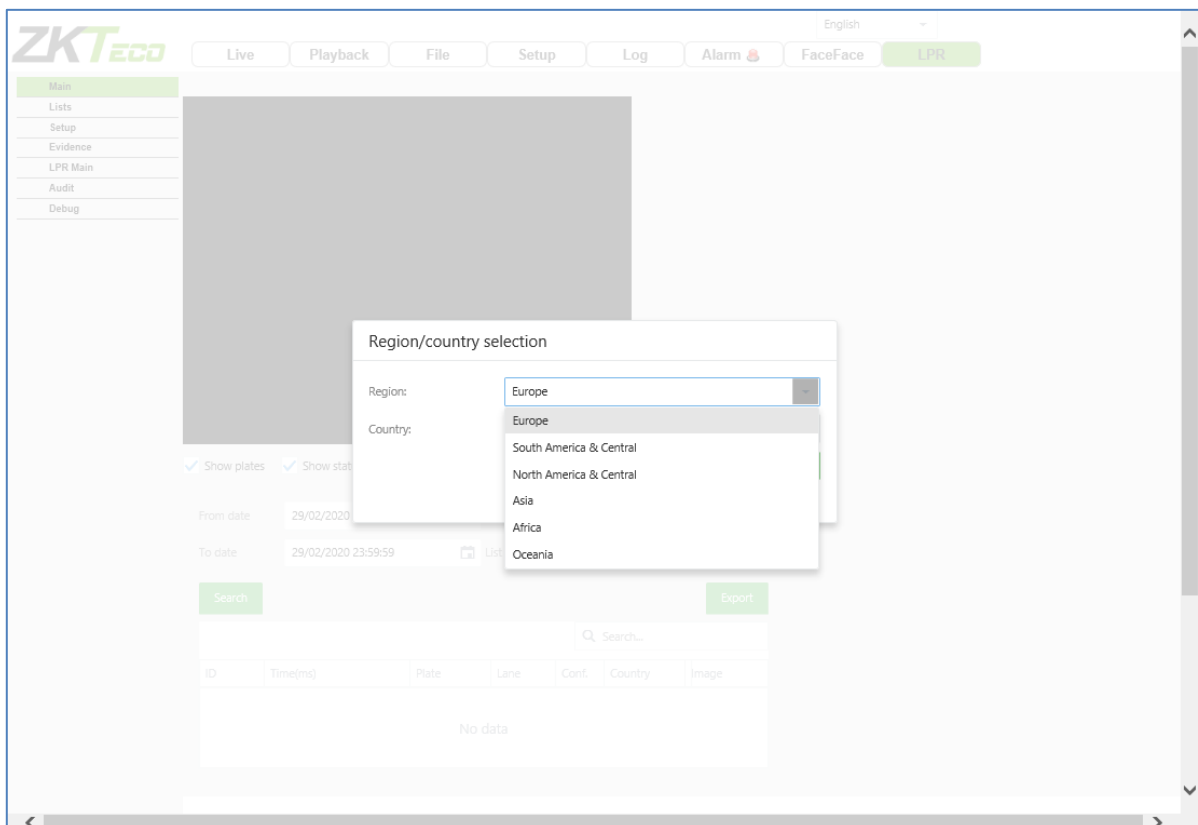 English
ZKTECO
Live Playback File Setup Log Alarm FaceFace LPR
Main
Lists
Setup
Evidence
LPR Main
Audit
Debug
Region/country selection
Region: Europe
Country:
Europe
South America & Central
North America & Central
Asia
Africa
Oceania
Show plates Show stat
From date 29/02/2020
To date 29/02/2020 23:59:59 List
Search Export
Search...
ID Time(ms) Plate Lane Conf. Country Image
No data